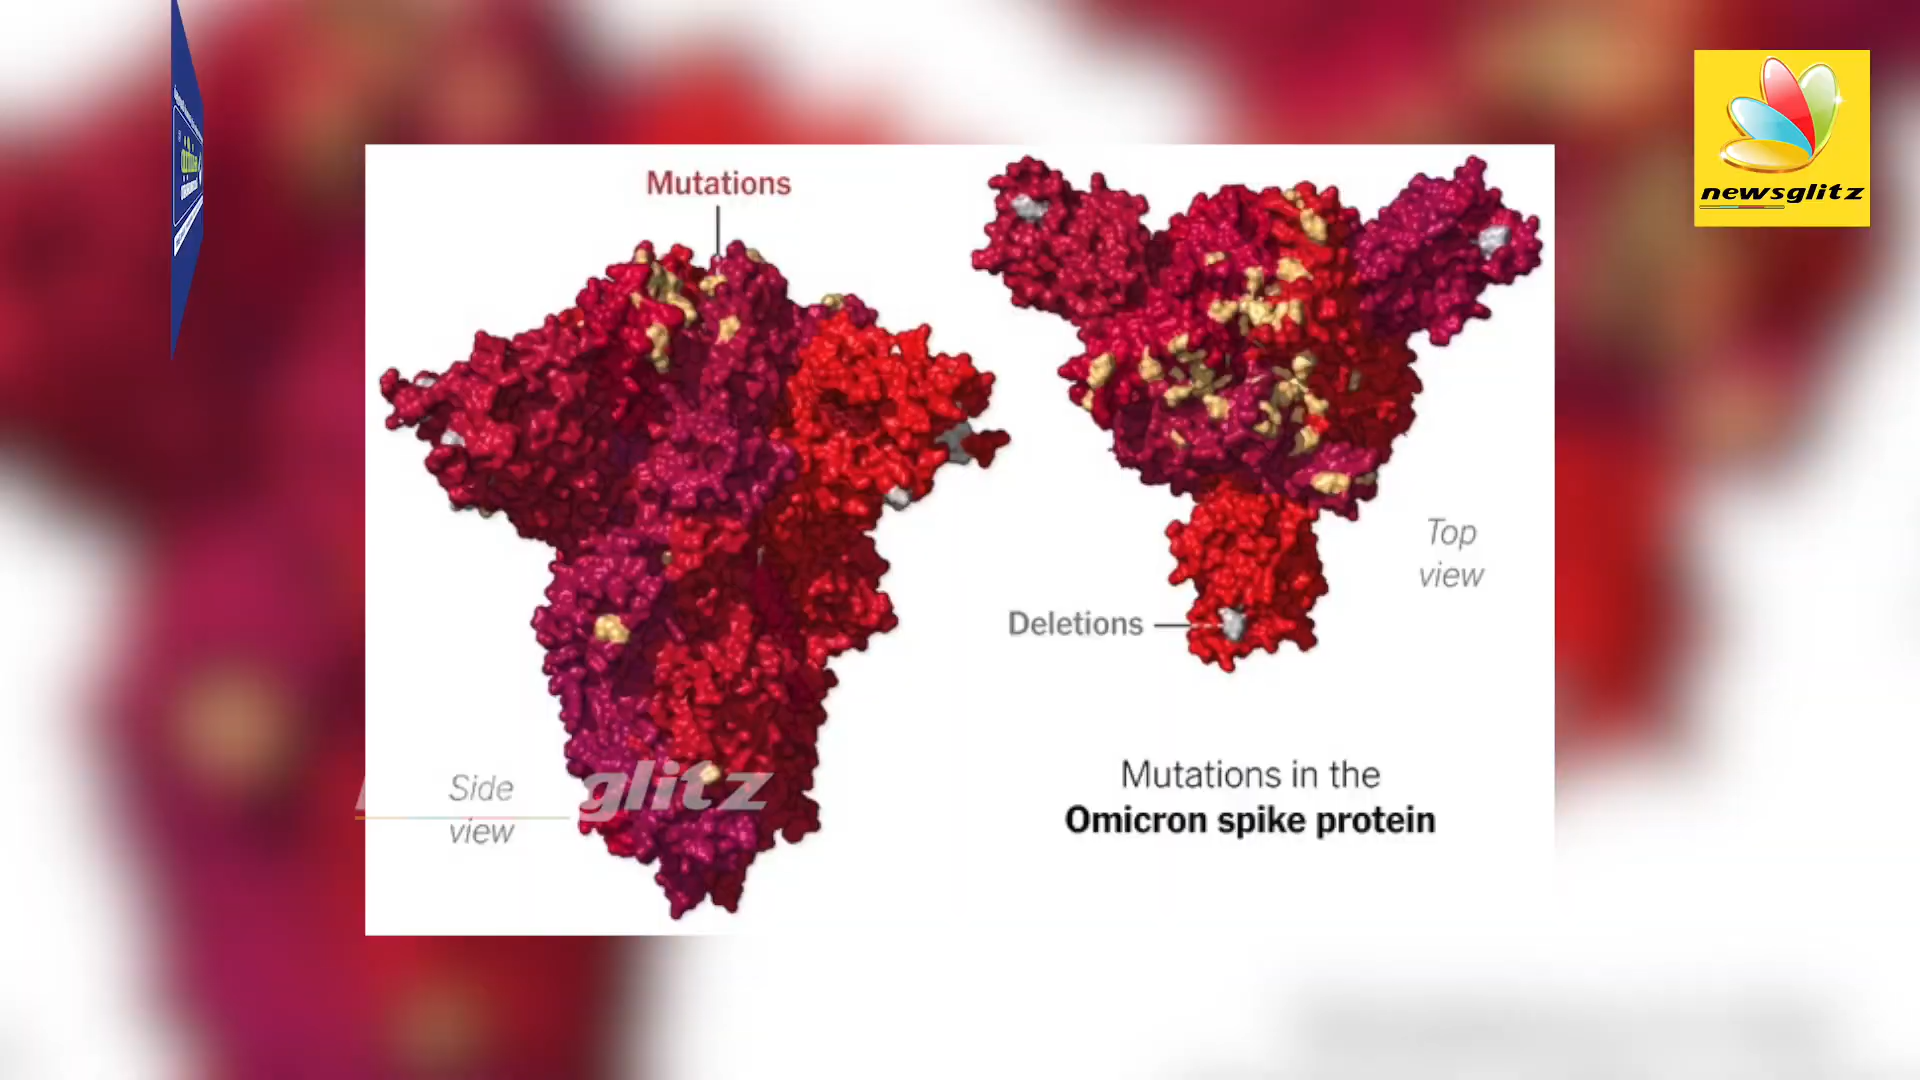 Mutations
newsglitz
Top
view
Deletions
Mutations in the
Omicron spike protein
Side
view
glitz